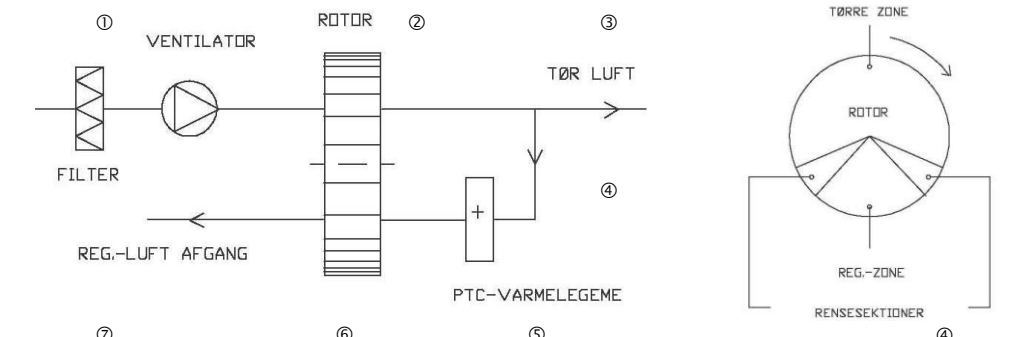 ① ROTOR ② ③
VENTILATOR
TØR LUFT
FILTER
④
+
REG.-LUFT AFGANG
PTC-VARMELEGEME
⑦ ⑥ ⑤
TØRRE ZONE
ROTOR
REG.-ZONE
RENSESEKTIONER
④